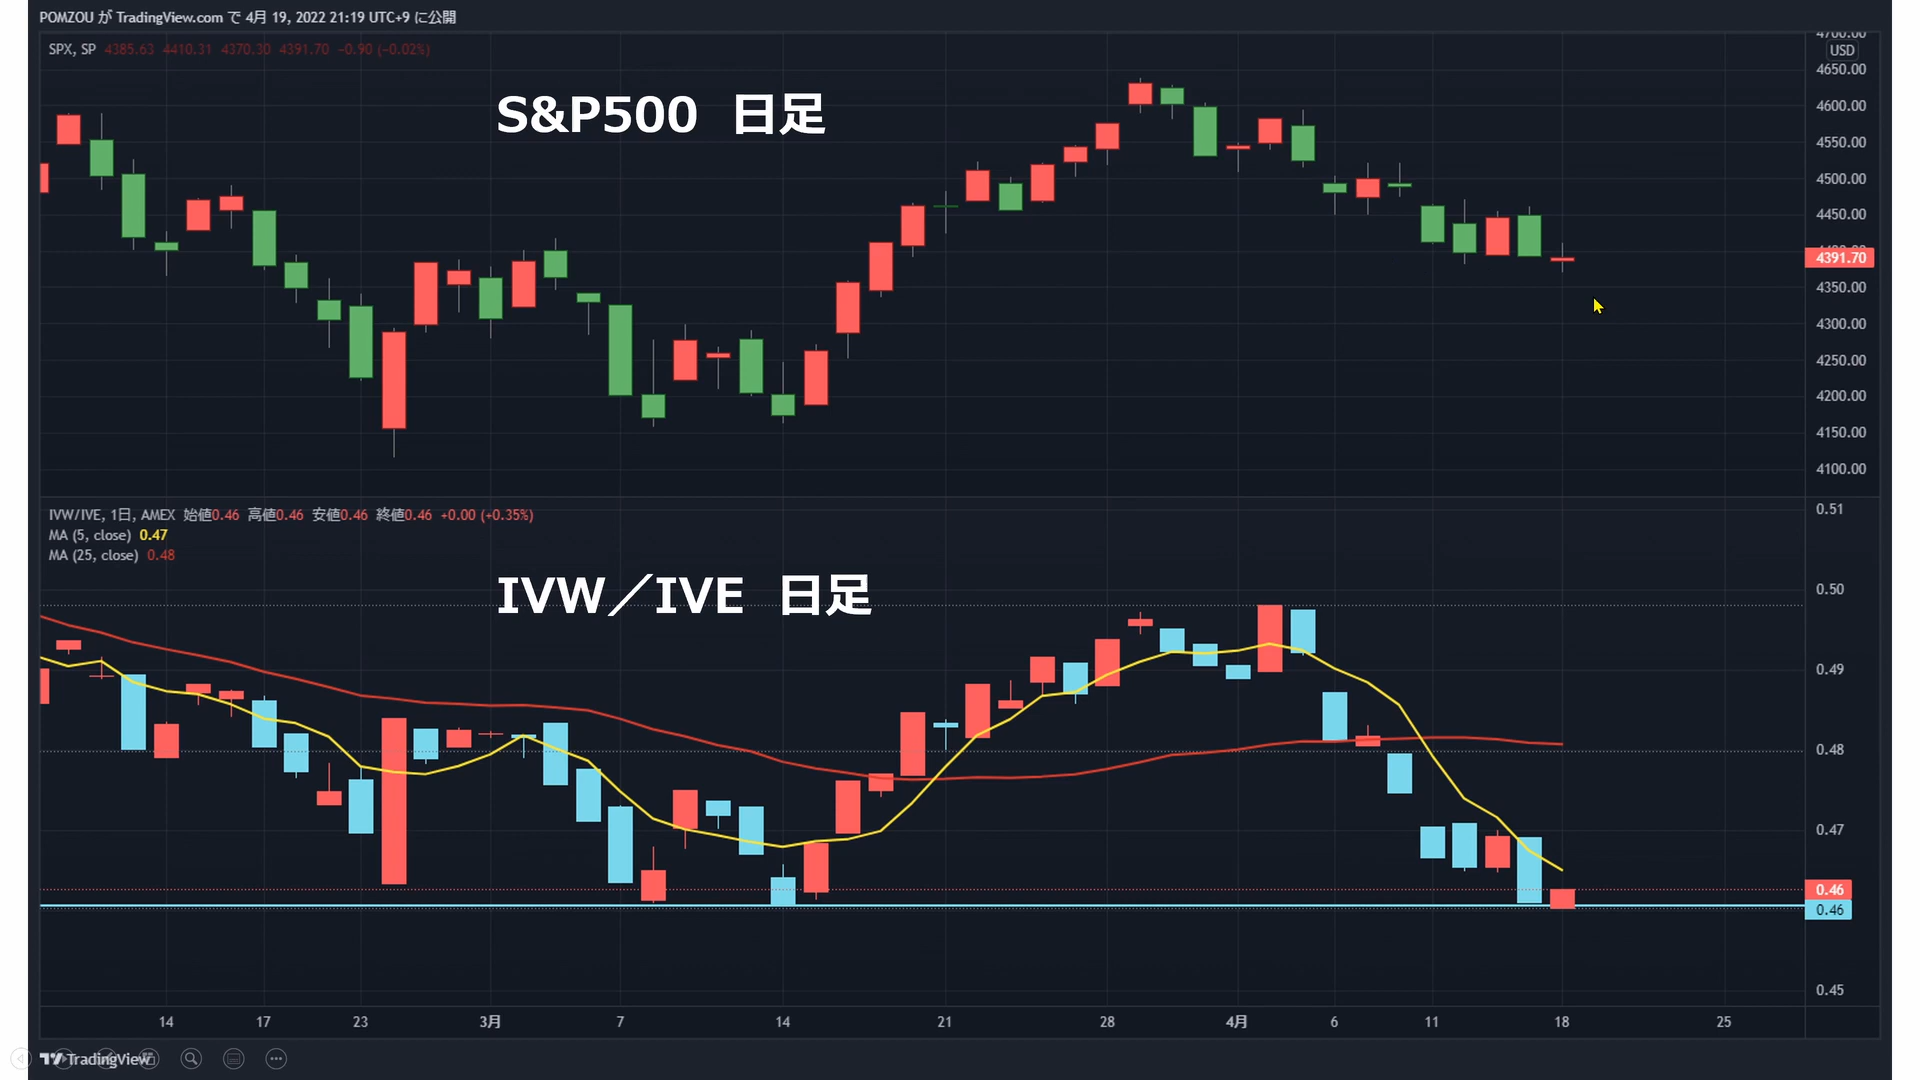 POMZOU が TradingView.com で 4月 19, 2022 21:19 UTC+9 に公開
SPX, SP 4385.63 4410.31 4370.30 4391.70 −0.90 (−0.02%)
S&P500 日足
4700.00
USD
4650.00
4600.00
4550.00
4500.00
4450.00
4391.70
4350.00
4300.00
4250.00
4200.00
4150.00
4100.00
IVW/IVE, 1日, AMEX 始値0.46 高値0.46 安値0.46 終値0.46 +0.00 (+0.35%)
MA (5, close) 0.47
MA (25, close) 0.48
IVW／IVE 日足
0.51
0.50
0.49
0.48
0.47
0.46
0.46
0.45
14 17 23 3月 7 14 21 28 4月 6 11 18 25
TradingView